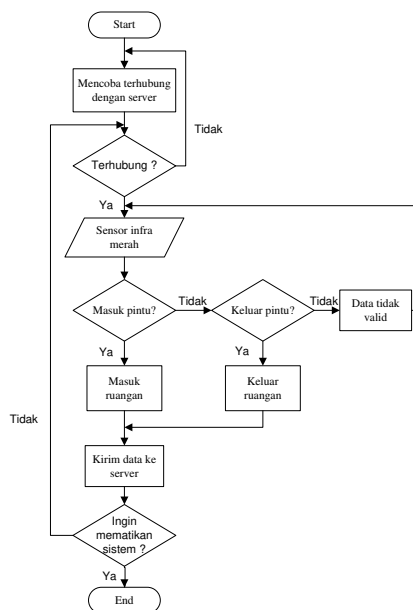 Start
Mencoba terhubung
dengan server
Tidak
Terhubung ?
Ya
Sensor infra
merah
Masuk pintu?
Tidak
Keluar pintu?
Tidak
Data tidak
valid
Ya
Ya
Masuk
ruangan
Keluar
ruangan
Tidak
Kirim data ke
server
Ingin
mematikan
sistem ?
Ya
End